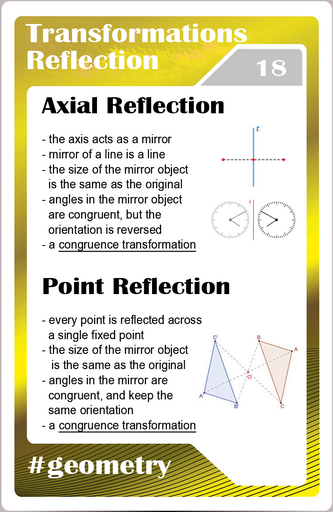 Transformations
Reflection
18
Axial Reflection
- the axis acts as a mirror
- mirror of a line is a line
- the size of the mirror object
is the same as the original
- angles in the mirror object
are congruent, but the
orientation is reversed
- a congruence transformation
t
Point Reflection
- every point is reflected across
a single fixed point
- the size of the mirror object
is the same as the original
- angles in the mirror are
congruent, and keep the
same orientation
- a congruence transformation
C'
B
A
A'
B'
C
#geometry